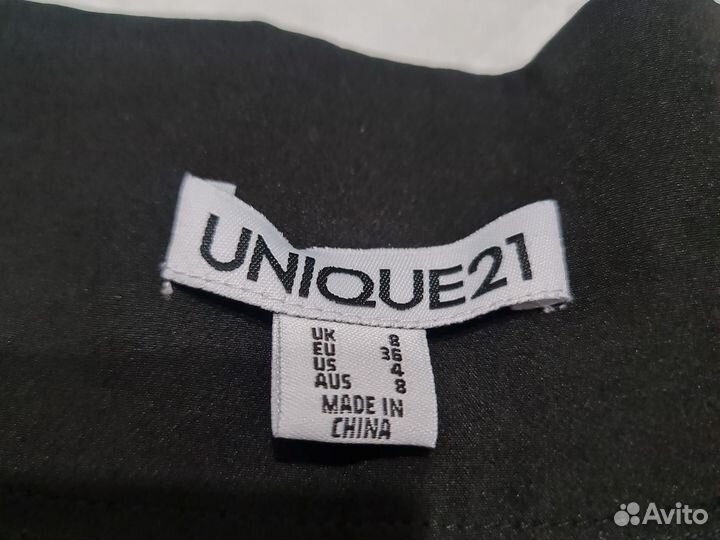 UNIQUE21
UK 8
EU 36
US 4
AUS 8
MADE IN
CHINA
Avito